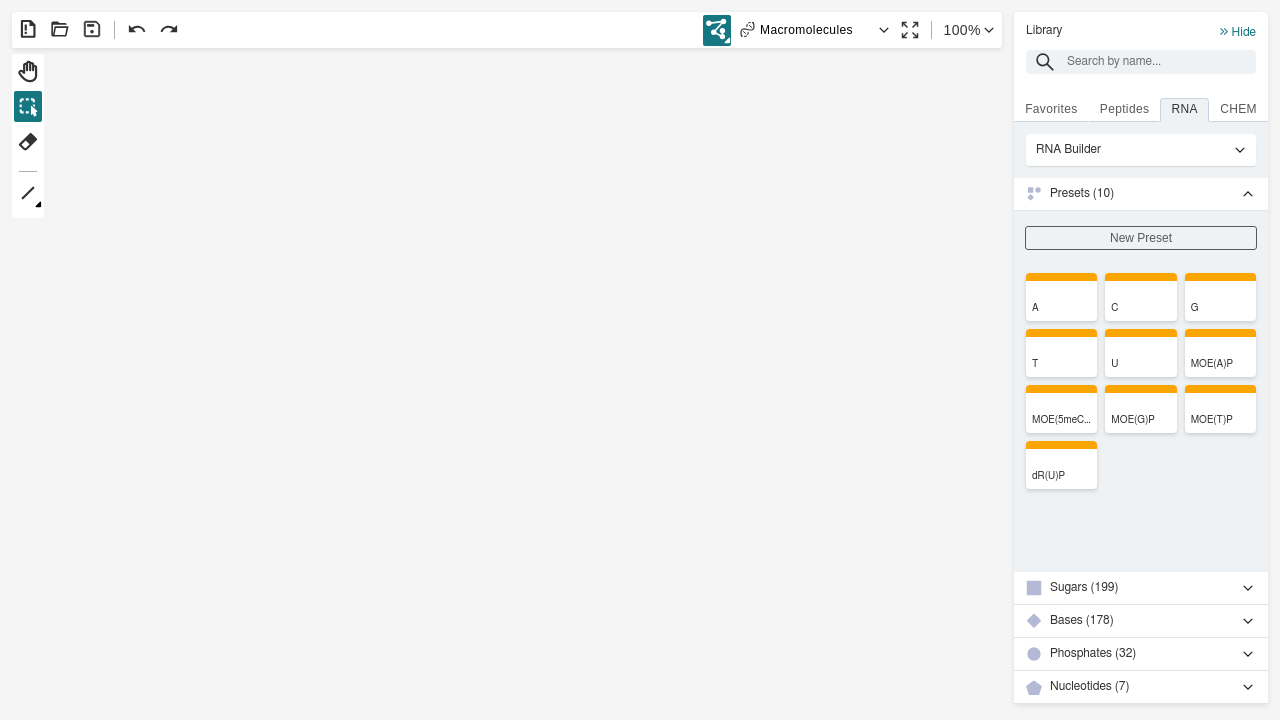 Macromolecules
100%
Library
Hide
Search by name...
Favorites
Peptides
RNA
CHEM
RNA Builder
Presets (10)
New Preset
A
C
G
T
U
MOE(A)P
MOE(5meC...
MOE(G)P
MOE(T)P
dR(U)P
Sugars (199)
Bases (178)
Phosphates (32)
Nucleotides (7)